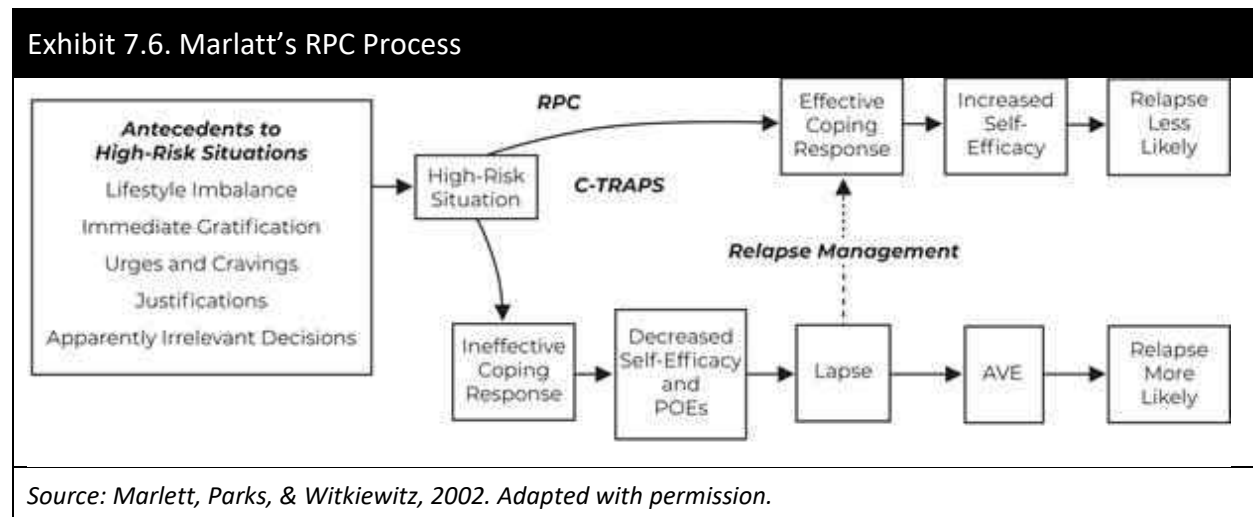 Exhibit 7.6. Marlatt’s RPC Process
Antecedents to
High-Risk Situations
Lifestyle Imbalance
Immediate Gratification
Urges and Cravings
Justifications
Apparently Irrelevant Decisions
High-Risk
Situation
RPC
C-TRAPS
Effective
Coping
Response
Increased
Self-
Efficacy
Relapse
Less
Likely
Relapse Management
Ineffective
Coping
Response
Decreased
Self-Efficacy
and
POEs
Lapse
AVE
Relapse
More
Likely
Source: Marlett, Parks, & Witkiewitz, 2002. Adapted with permission.